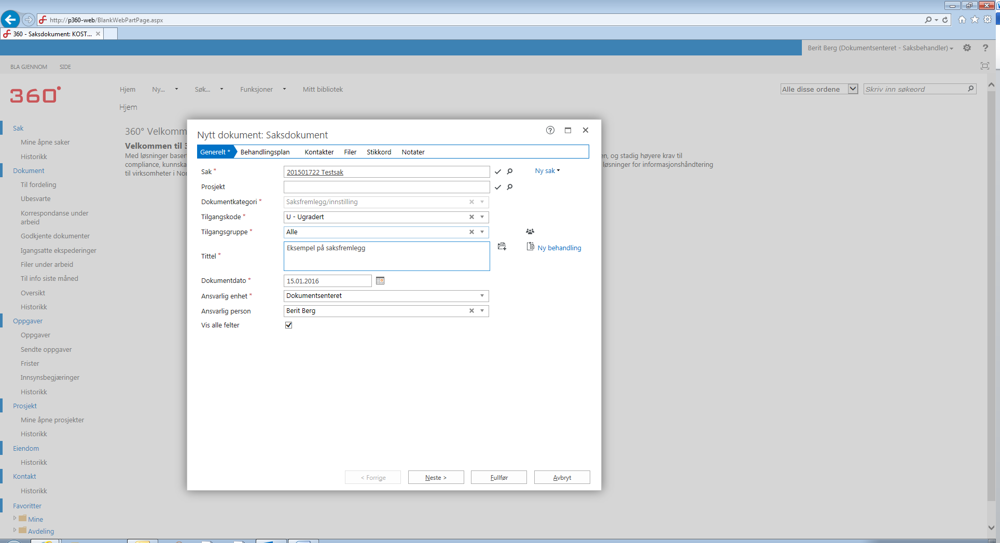 http://p360-web/BlankWebPartPage.aspx
360 - Saksdokument: KOST...
Berit Berg (Dokumentsenteret - Saksbehandler)
BLA GJENNOM SIDE
360°
Hjem Ny... Søk... Funksjoner Mitt bibliotek
Alle disse ordene
Skriv inn søkeord
Hjem
Sak
Mine åpne saker
Historikk
Dokument
Til fordeling
Ubesvarte
Korrespondanse under
arbeid
Godkjente dokumenter
Igangsatte ekspederinger
Filer under arbeid
Til info siste måned
Oversikt
Historikk
Oppgaver
Oppgaver
Sendte oppgaver
Frister
Innsynsbegjæringer
Historikk
Prosjekt
Mine åpne prosjekter
Historikk
Eiendom
Historikk
Kontakt
Historikk
Favoritter
Mine
Avdeling
360° Velkomm
Velkommen til 3
Med løsninger baser
en, og stadig høyere krav til
compliance, kunnska
løsninger for informasjonshåndtering
til virksomheter i Nor
Nytt dokument: Saksdokument
Generelt * Behandlingsplan Kontakter Filer Stikkord Notater
Sak * 201501722 Testsak Ny sak
Prosjekt
Dokumentkategori * Saksfremlegg/innstilling
Tilgangskode * U - Ugradert
Tilgangsgruppe * Alle
Tittel * Eksempel på saksfremlegg Ny behandling
Dokumentdato * 15.01.2016
Ansvarlig enhet * Dokumentsenteret
Ansvarlig person Berit Berg
Vis alle felter
< Forrige Neste > Fullfør Avbryt